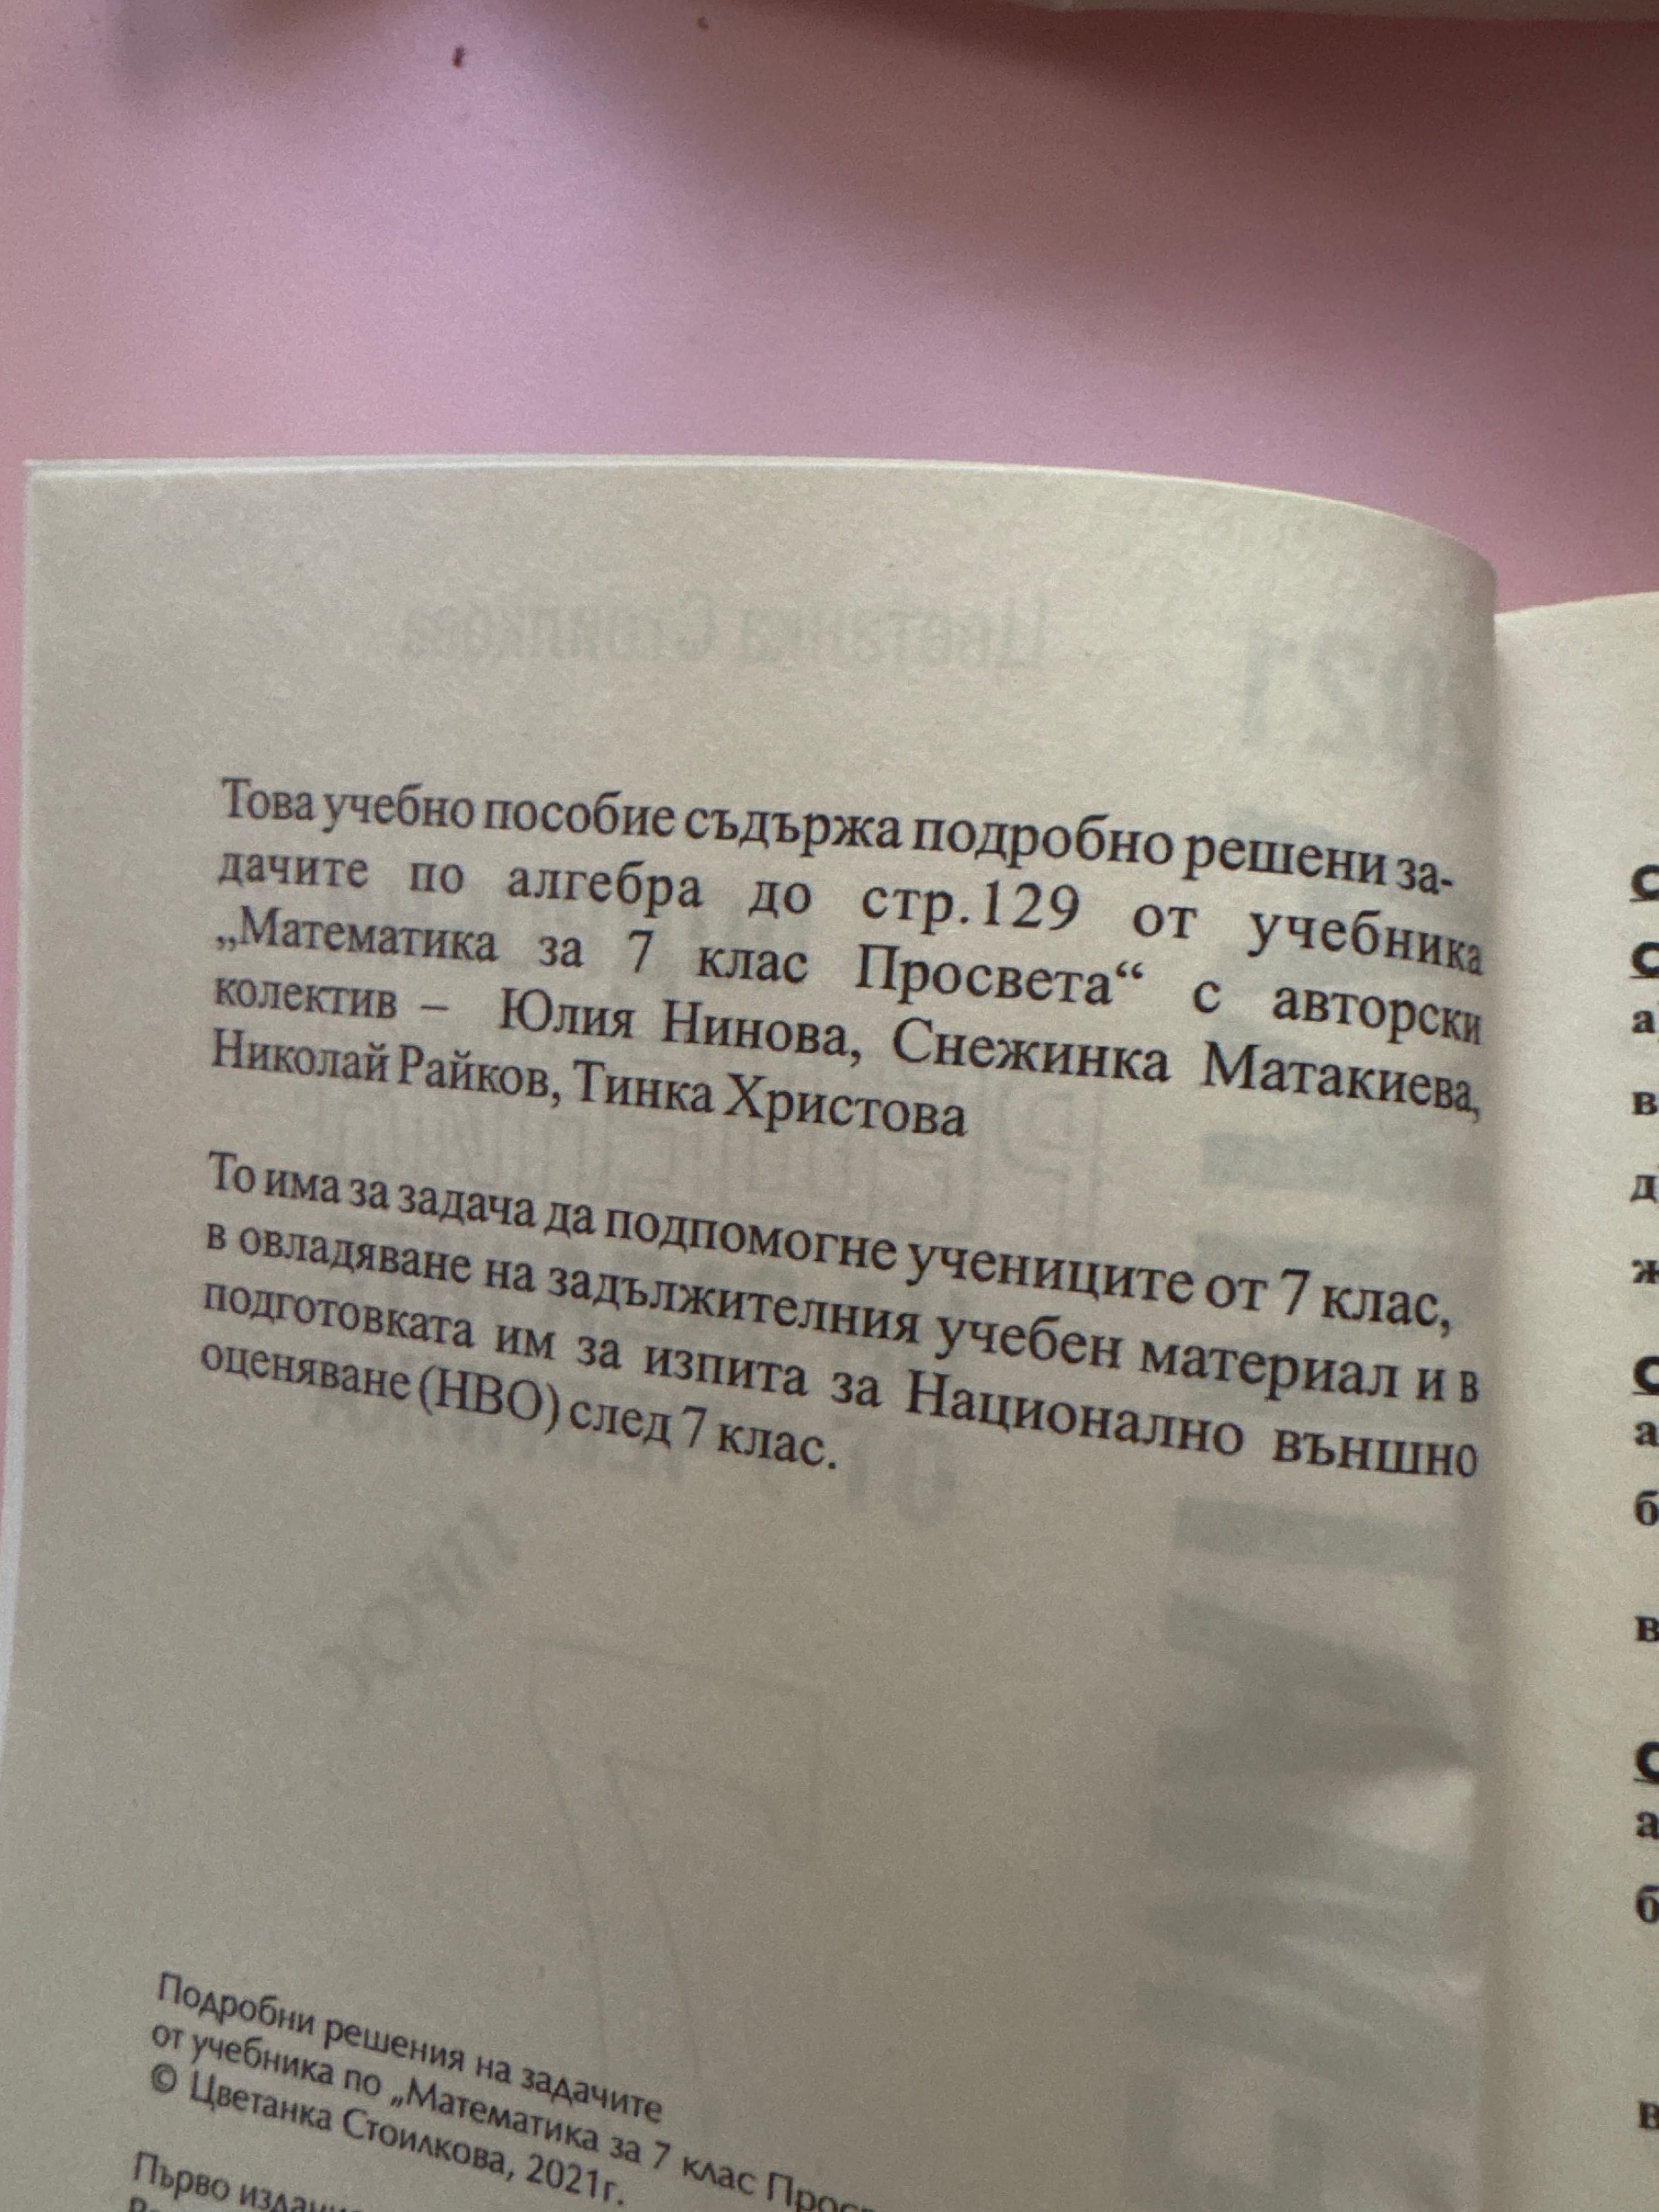 Това учебно пособие съдържа подробно решени за-
дачите по алгебра до стр.129 от учебника
„Математика за 7 клас Просвета“ с авторски
колектив – Юлия Нинова, Снежинка Матакиева,
Николай Райков, Тинка Христова
То има за задача да подпомогне учениците от 7 клас,
в овладяване на задължителния учебен материал и в
подготовката им за изпита за Национално външно
оценяване (НВО) след 7 клас.
Подробни решения на задачите
от учебника по „Математика за 7 клас
© Цветанка Стоилкова, 2021г.
Първо